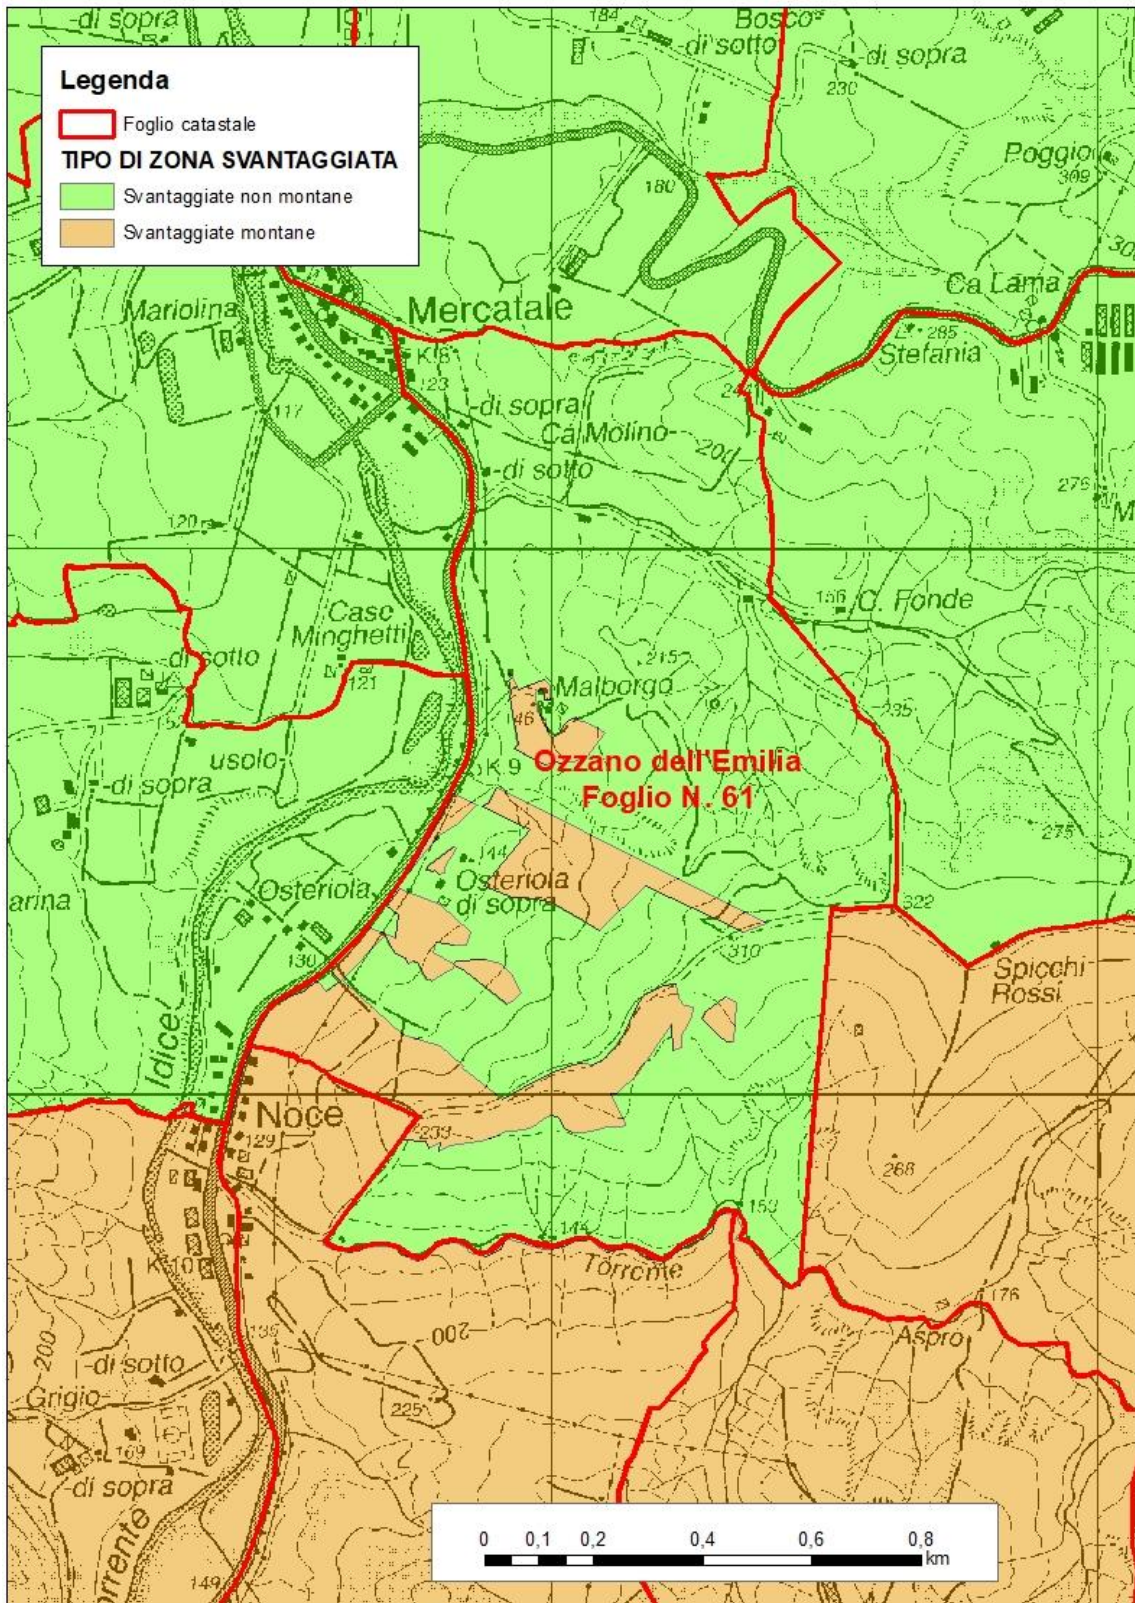 -di sopra
184
Bosco
-di sotto
-di sopra
230
Legenda
Foglio catastale
TIPO DI ZONA SVANTAGGIATA
Svantaggiate non montane
Svantaggiate montane
Poggio
309
180
Ca Lama
Mariolina
Mercatale
285
Stefania
K 8
123
117
-di sopra
Ca Molino-
200
-di sotto
276
M
120
Casc
Minghetti
156
C. Fonde
-di sotto
121
215
Malborgo
146
235
usolo-
-di sopra
K 9
Ozzano dell'Emilia
Foglio N. 61
275
144
Osteriola
Osteriola
di sopra
arina
322
130
310
Spicchi
Rossi
Idice
Noce
129
233
268
153
144
K 10
Torrente
176
135
200
200
Aspro
-di sotto
Grigio-
225
169
-di sopra
orrente
149
0 0,1 0,2 0,4 0,6 0,8
km